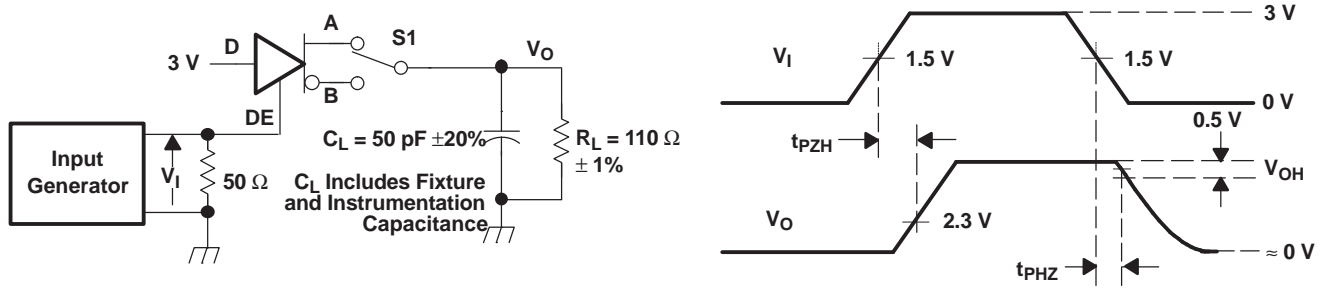 A
S1
D
3 V
B
DE
V_O
Input
Generator
V_I
50 Ω
C_L = 50 pF ±20%
C_L Includes Fixture
and Instrumentation
Capacitance
R_L = 110 Ω
± 1%
3 V
V_I
1.5 V
1.5 V
0 V
0.5 V
t_PZH
V_OH
V_O
2.3 V
≈ 0 V
t_PHZ